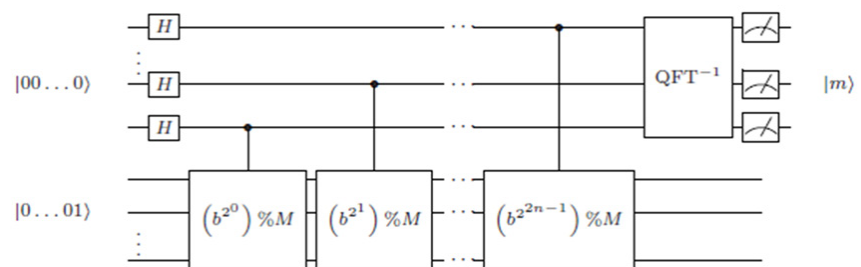 H
|00...0⟩ H QFT⁻¹ |m⟩
H
|0...01⟩ (b^{2^0}) %M (b^{2^1}) %M (b^{2^{2n-1}}) %M